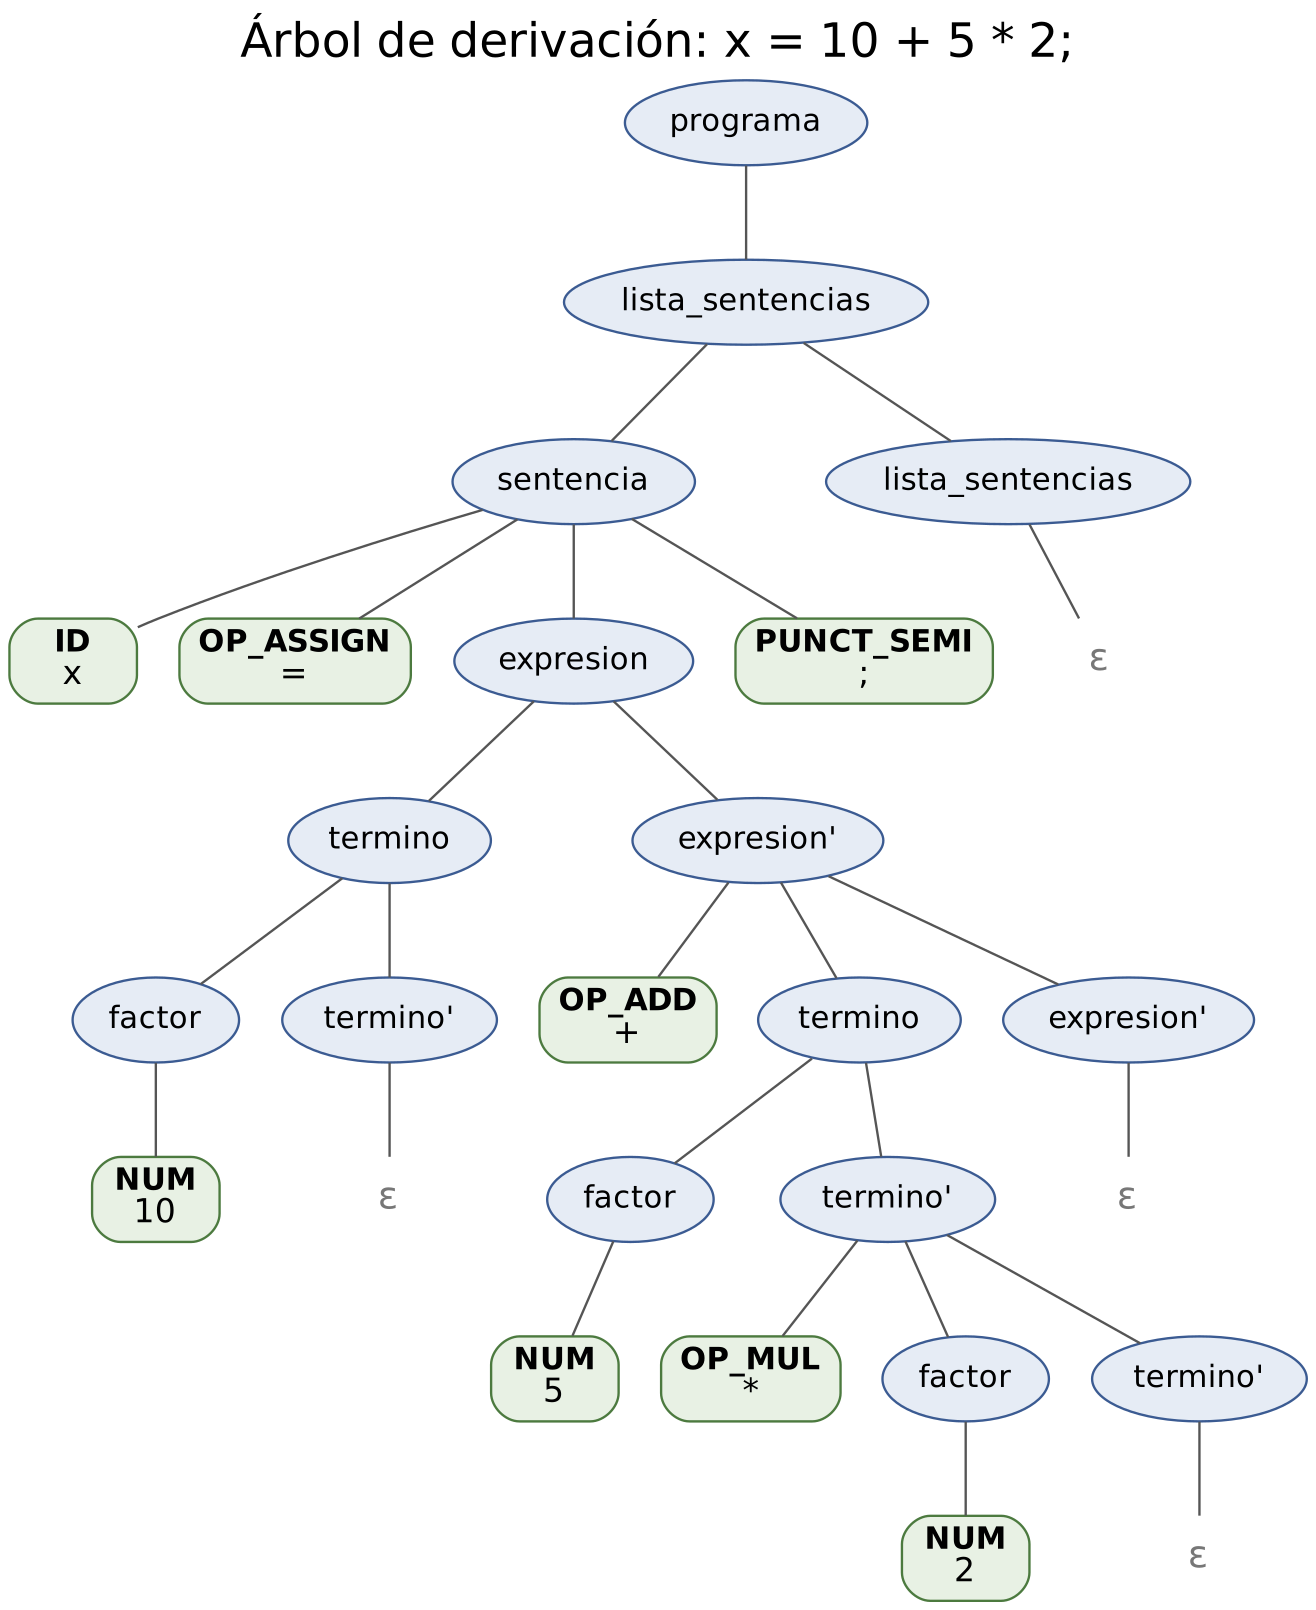 Árbol de derivación: x = 10 + 5 * 2;
programa
lista_sentencias
sentencia
lista_sentencias
ID
x
OP_ASSIGN
=
expresion
PUNCT_SEMI
;
ε
termino
expresion'
factor
termino'
OP_ADD
+
termino
expresion'
NUM
10
ε
factor
termino'
ε
NUM
5
OP_MUL
*
factor
termino'
NUM
2
ε